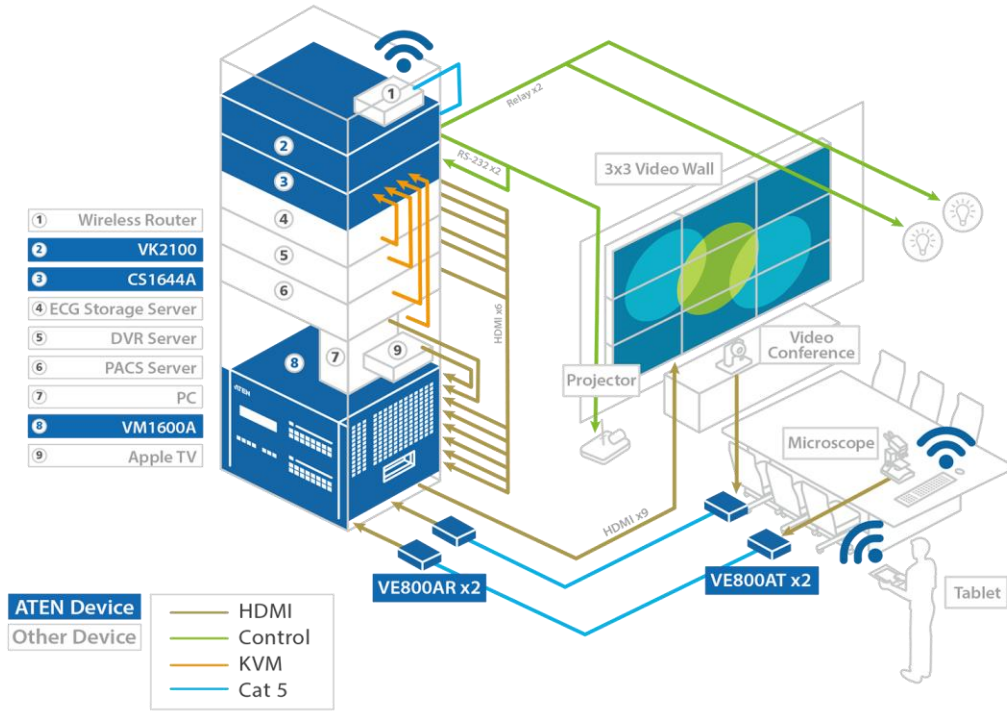 1
2
3
4
5
6
7
8
9
ATEN
Relay x2
RS-232 x2
3x3 Video Wall
HDMI x6
Projector
Video
Conference
Microscope
HDMI x9
VE800AR x2
VE800AT x2
Tablet
1 Wireless Router
2 VK2100
3 CS1644A
4 ECG Storage Server
5 DVR Server
6 PACS Server
7 PC
8 VM1600A
9 Apple TV
ATEN Device
Other Device
HDMI
Control
KVM
Cat 5